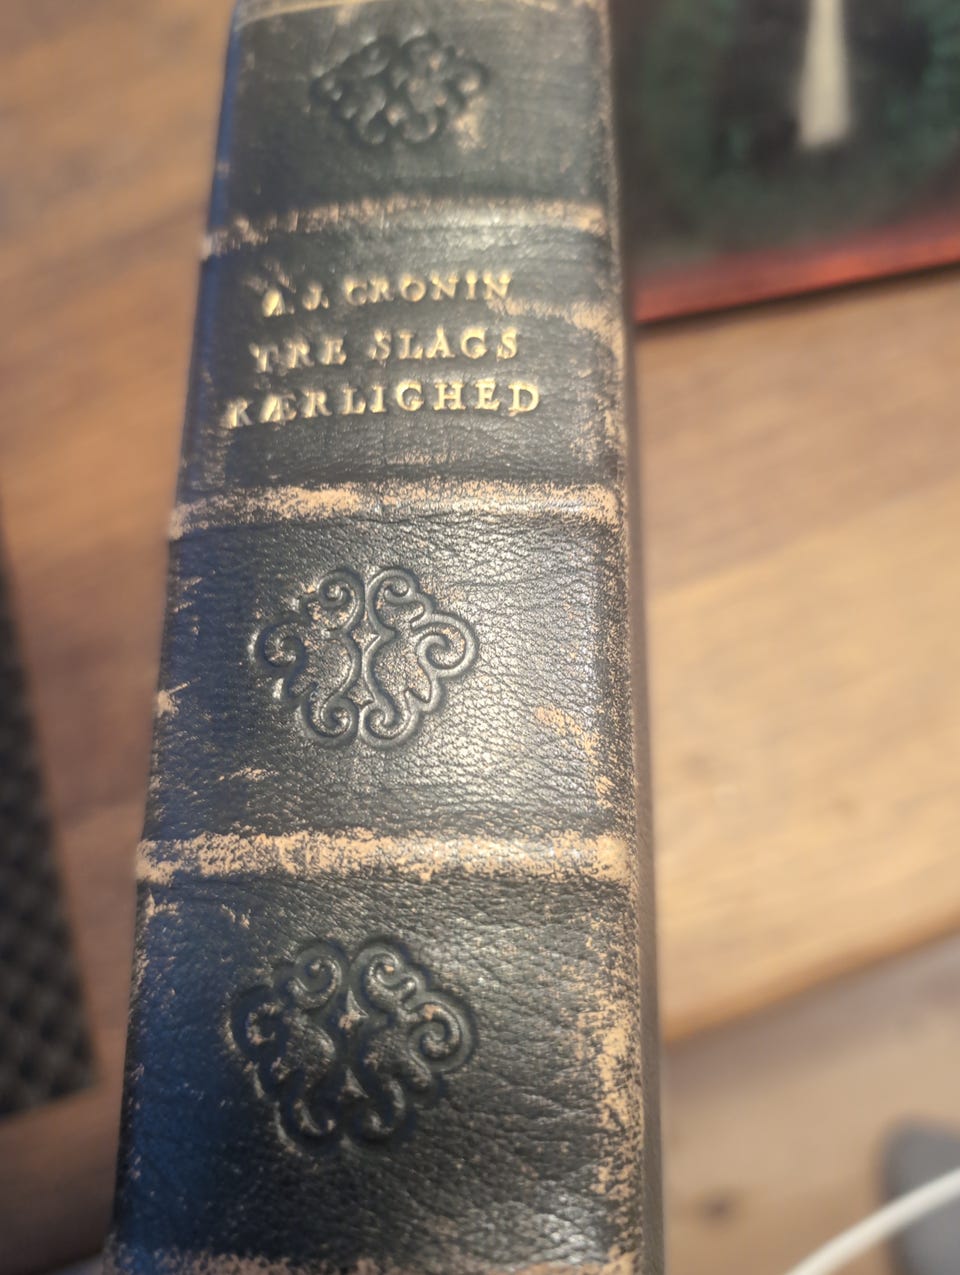 A. J. CRONIN
TRE SLAGS
KÆRLIGHED